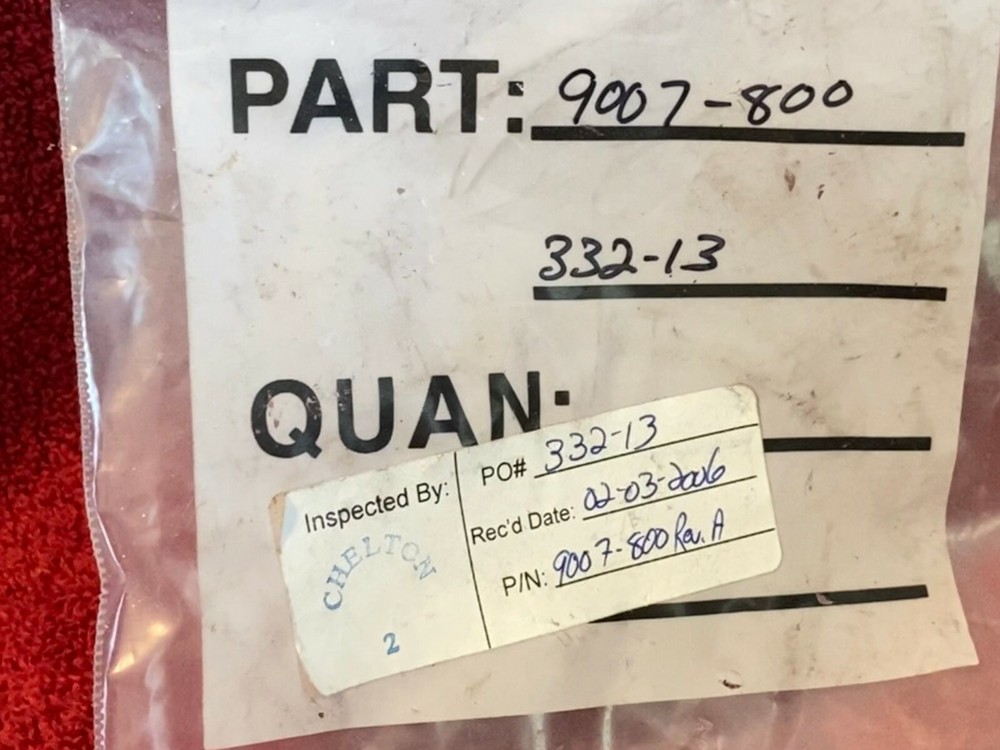 PART: 9007-800
332-13
QUAN:
Inspected By:
CHELTON
2
PO# 332-13
Rec'd Date: 02-03-2006
P/N: 9007-800 Rev. A